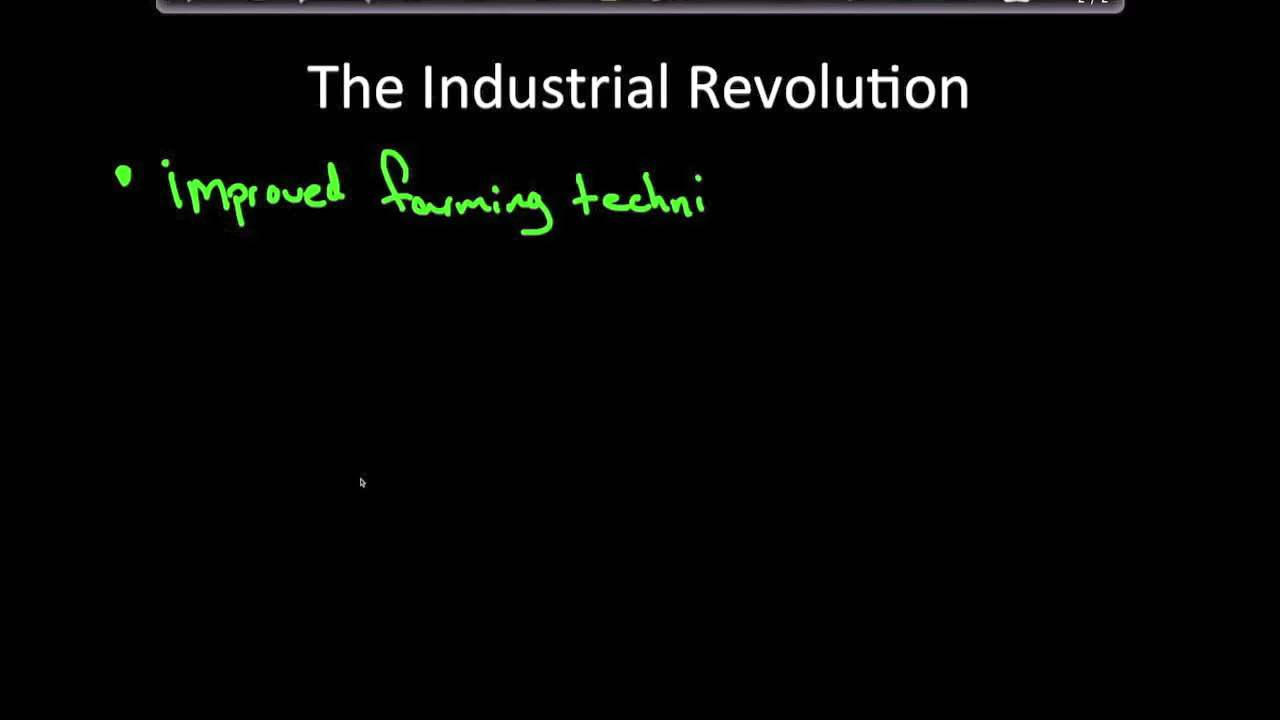 The Industrial Revolution
• improved farming techni